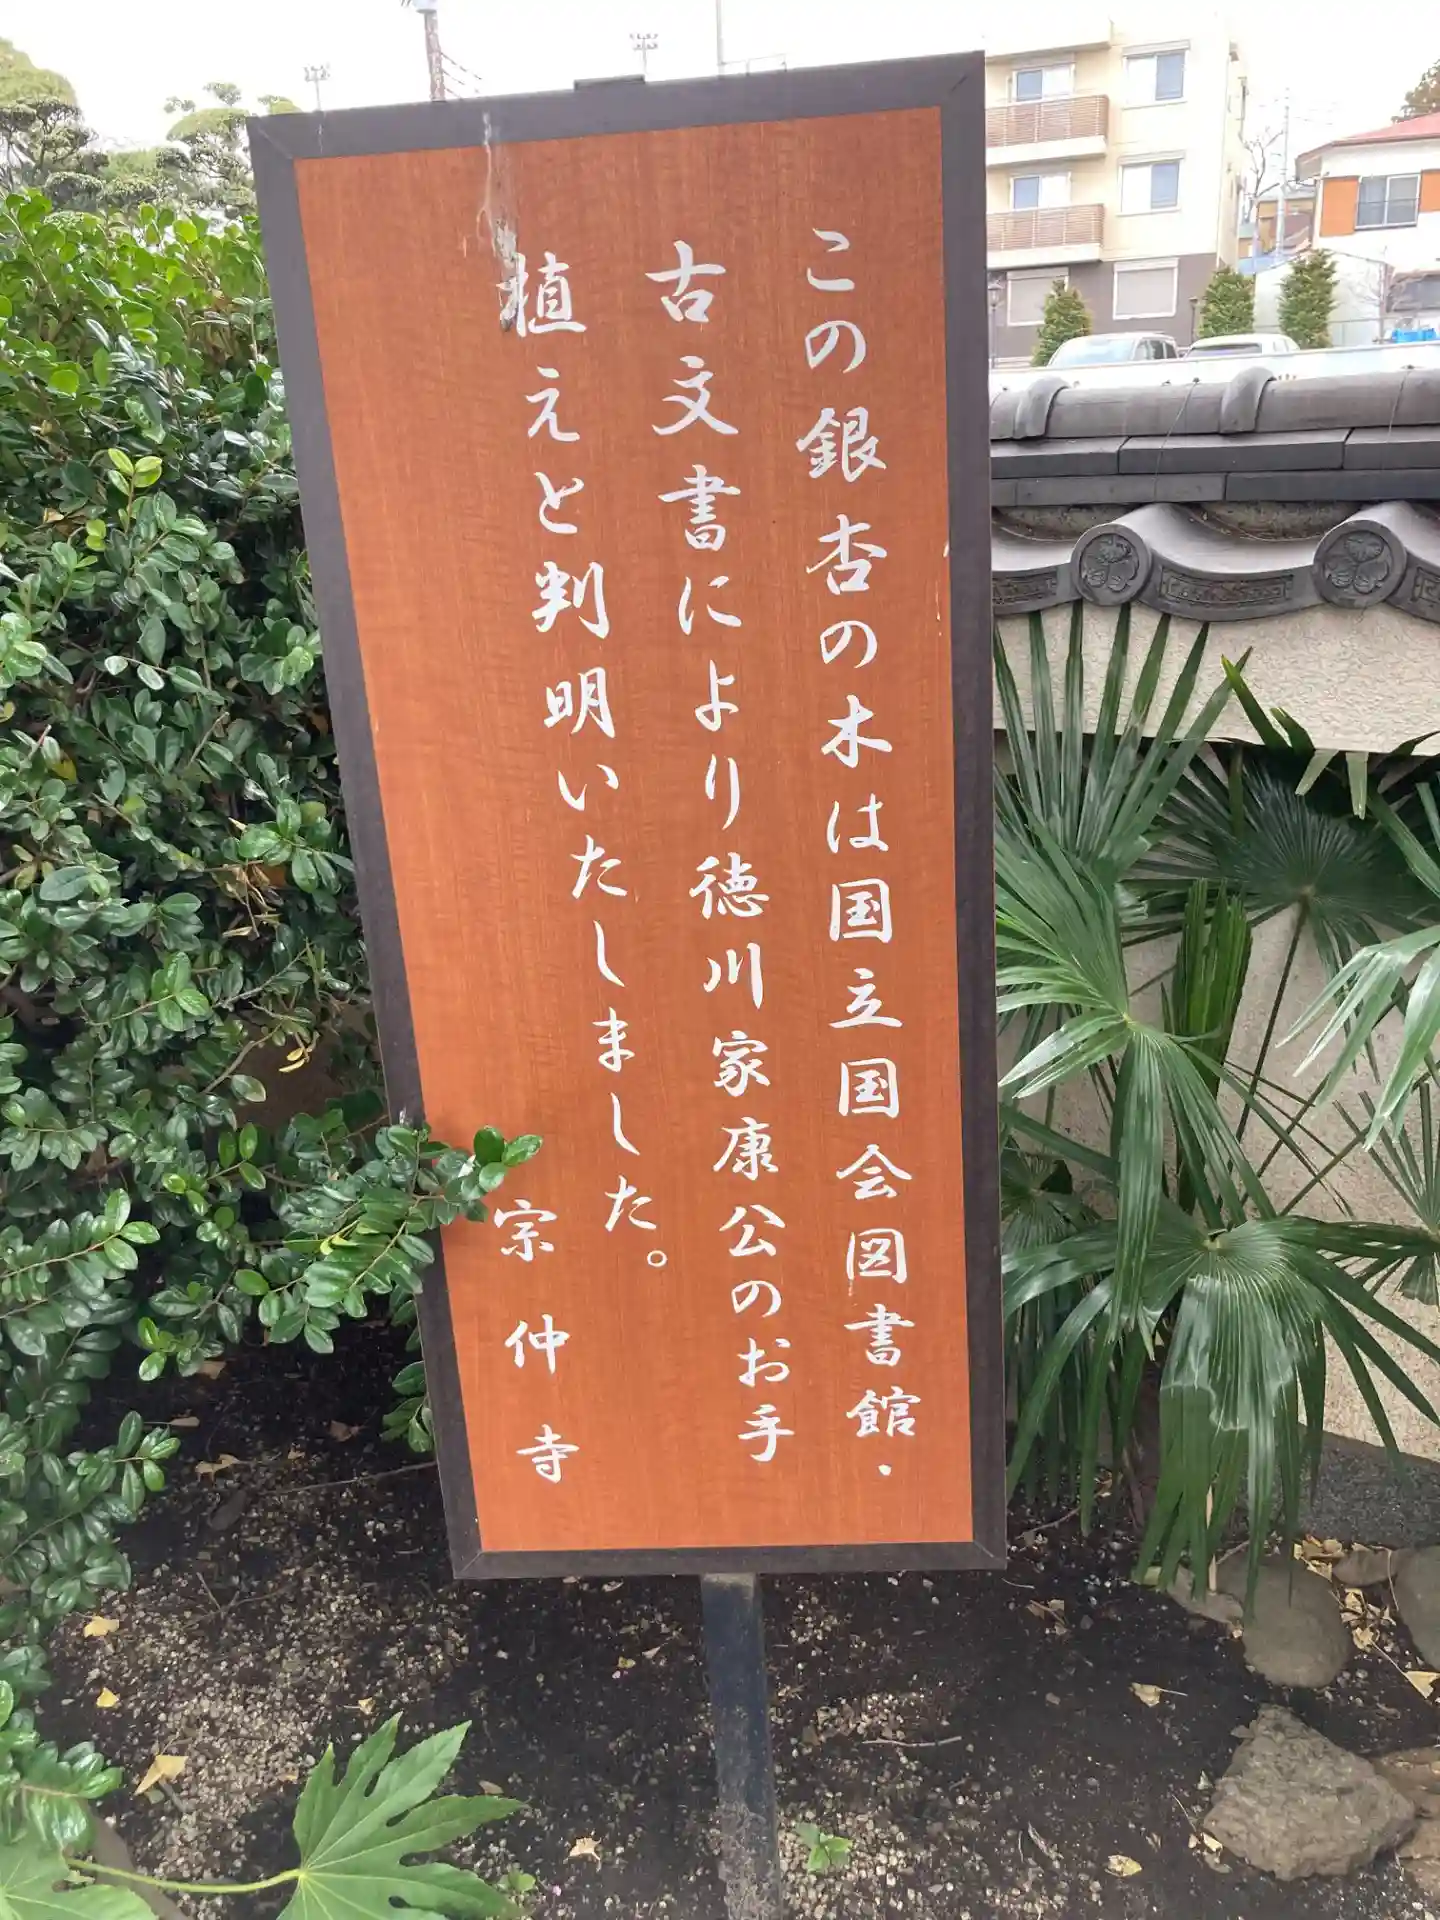 この銀杏の木は国立国会図書館・
古文書により徳川家康公のお手
植えと判明いたしました。
宗仲寺